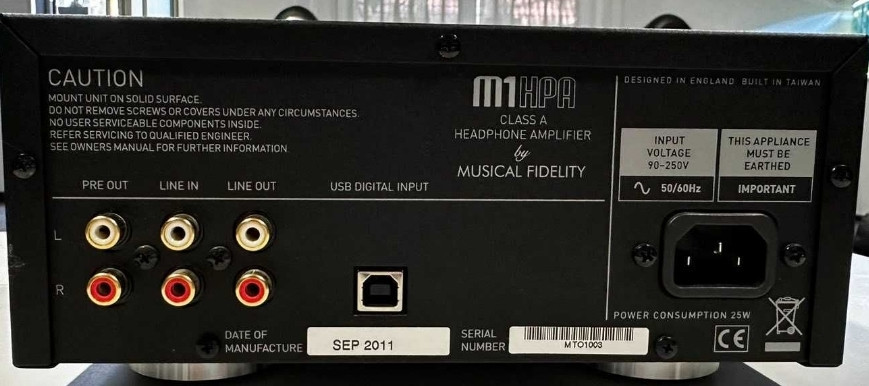 CAUTION
MOUNT UNIT ON SOLID SURFACE.
DO NOT REMOVE SCREWS OR COVERS UNDER ANY CIRCUMSTANCES.
NO USER SERVICEABLE COMPONENTS INSIDE.
REFER SERVICING TO QUALIFIED ENGINEER.
SEE OWNERS MANUAL FOR FURTHER INFORMATION.
M1HPA
CLASS A
HEADPHONE AMPLIFIER
by
MUSICAL FIDELITY
DESIGNED IN ENGLAND BUILT IN TAIWAN
INPUT
VOLTAGE
90-250V
50/60Hz
THIS APPLIANCE
MUST BE
EARTHED
IMPORTANT
PRE OUT LINE IN LINE OUT USB DIGITAL INPUT
L
R
POWER CONSUMPTION 25W
DATE OF
MANUFACTURE
SEP 2011
SERIAL
NUMBER
MTO1003
CE